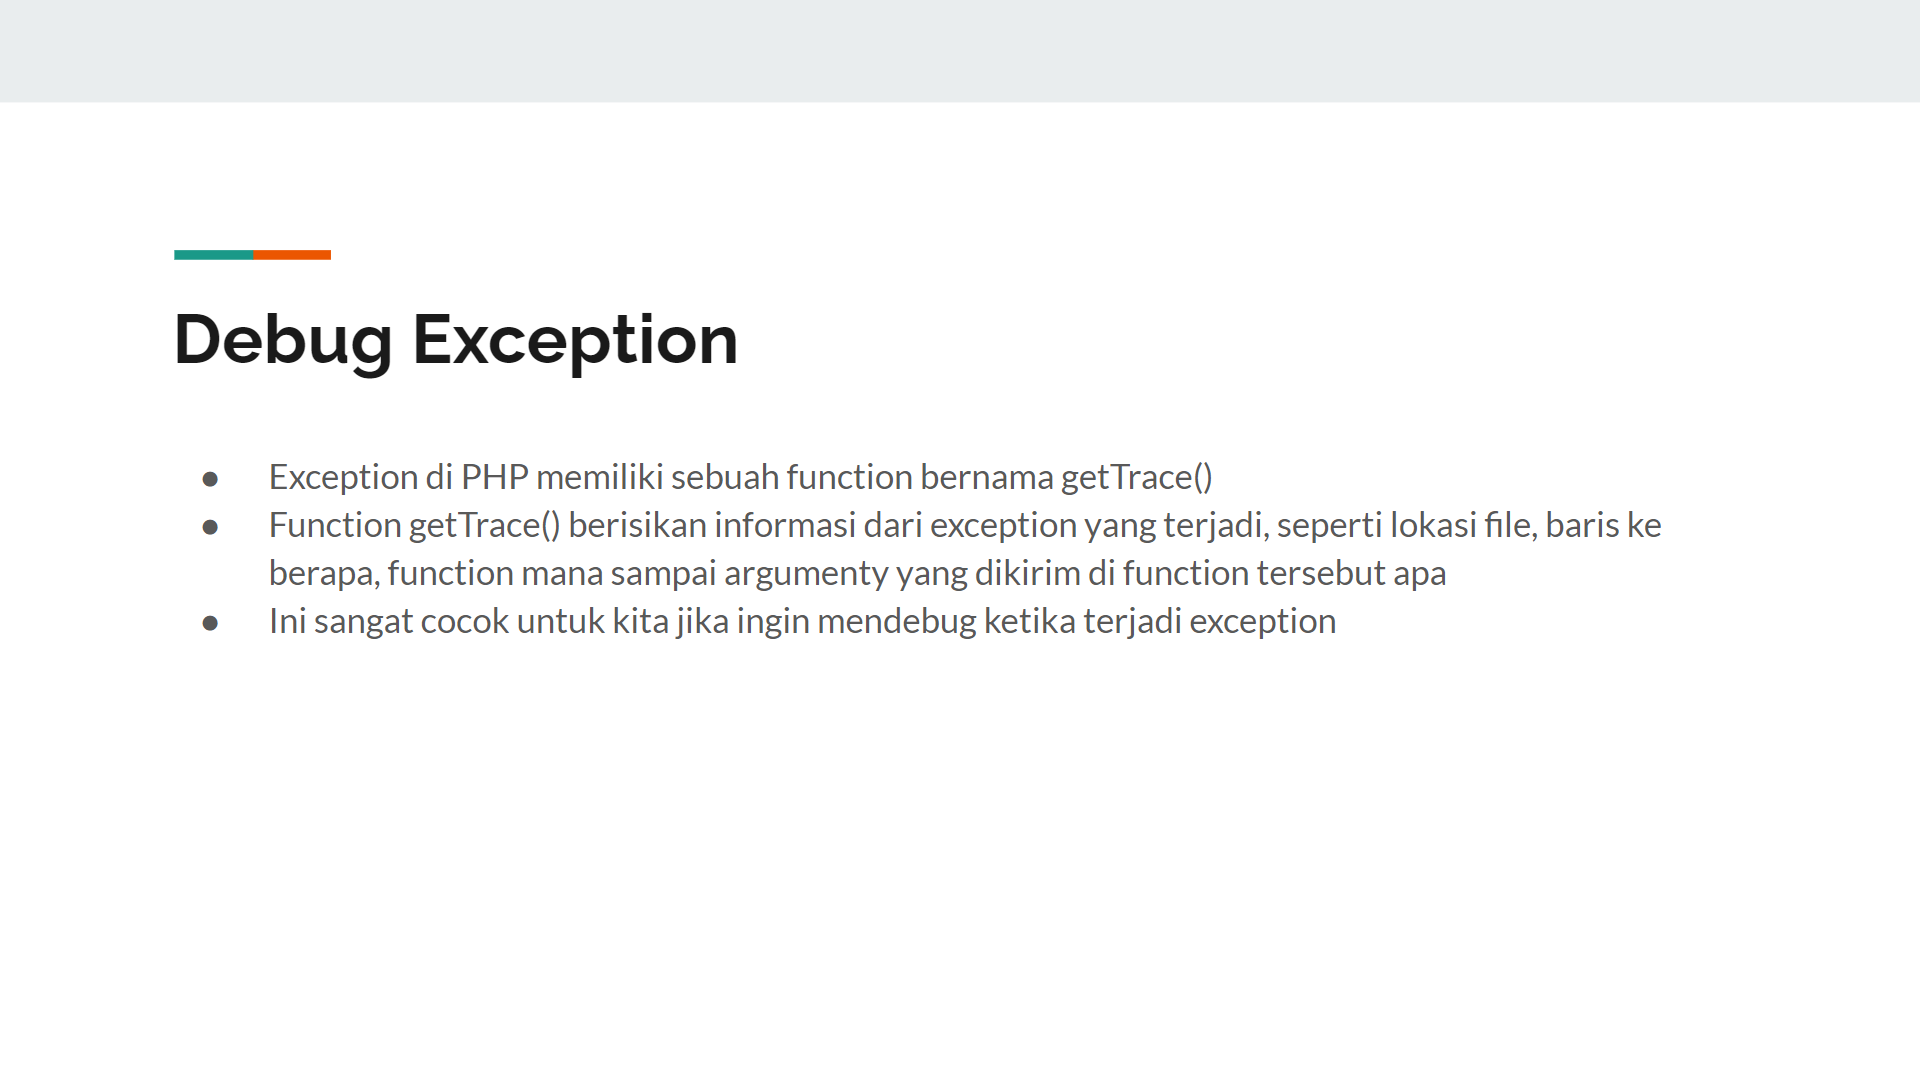 Debug Exception
● Exception di PHP memiliki sebuah function bernama getTrace()
● Function getTrace() berisikan informasi dari exception yang terjadi, seperti lokasi file, baris ke
berapa, function mana sampai argumenty yang dikirim di function tersebut apa
● Ini sangat cocok untuk kita jika ingin mendebug ketika terjadi exception